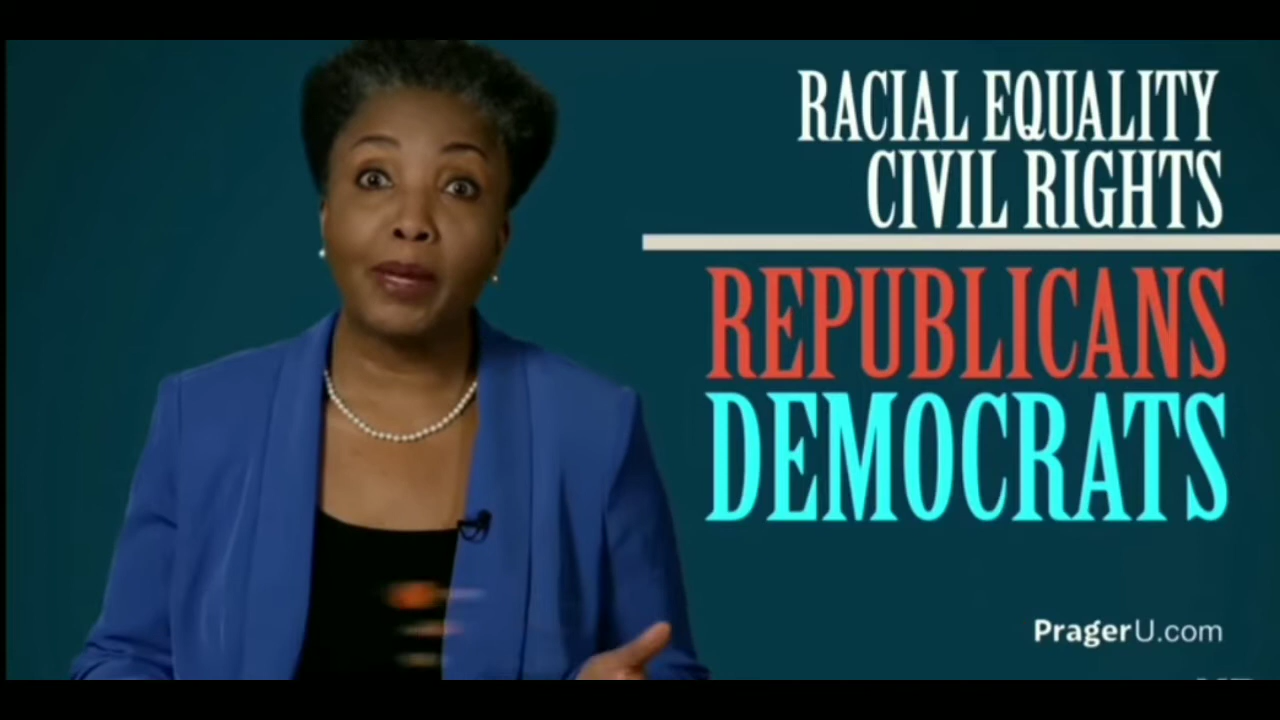 RACIAL EQUALITY
CIVIL RIGHTS
REPUBLICANS
DEMOCRATS
PragerU.com